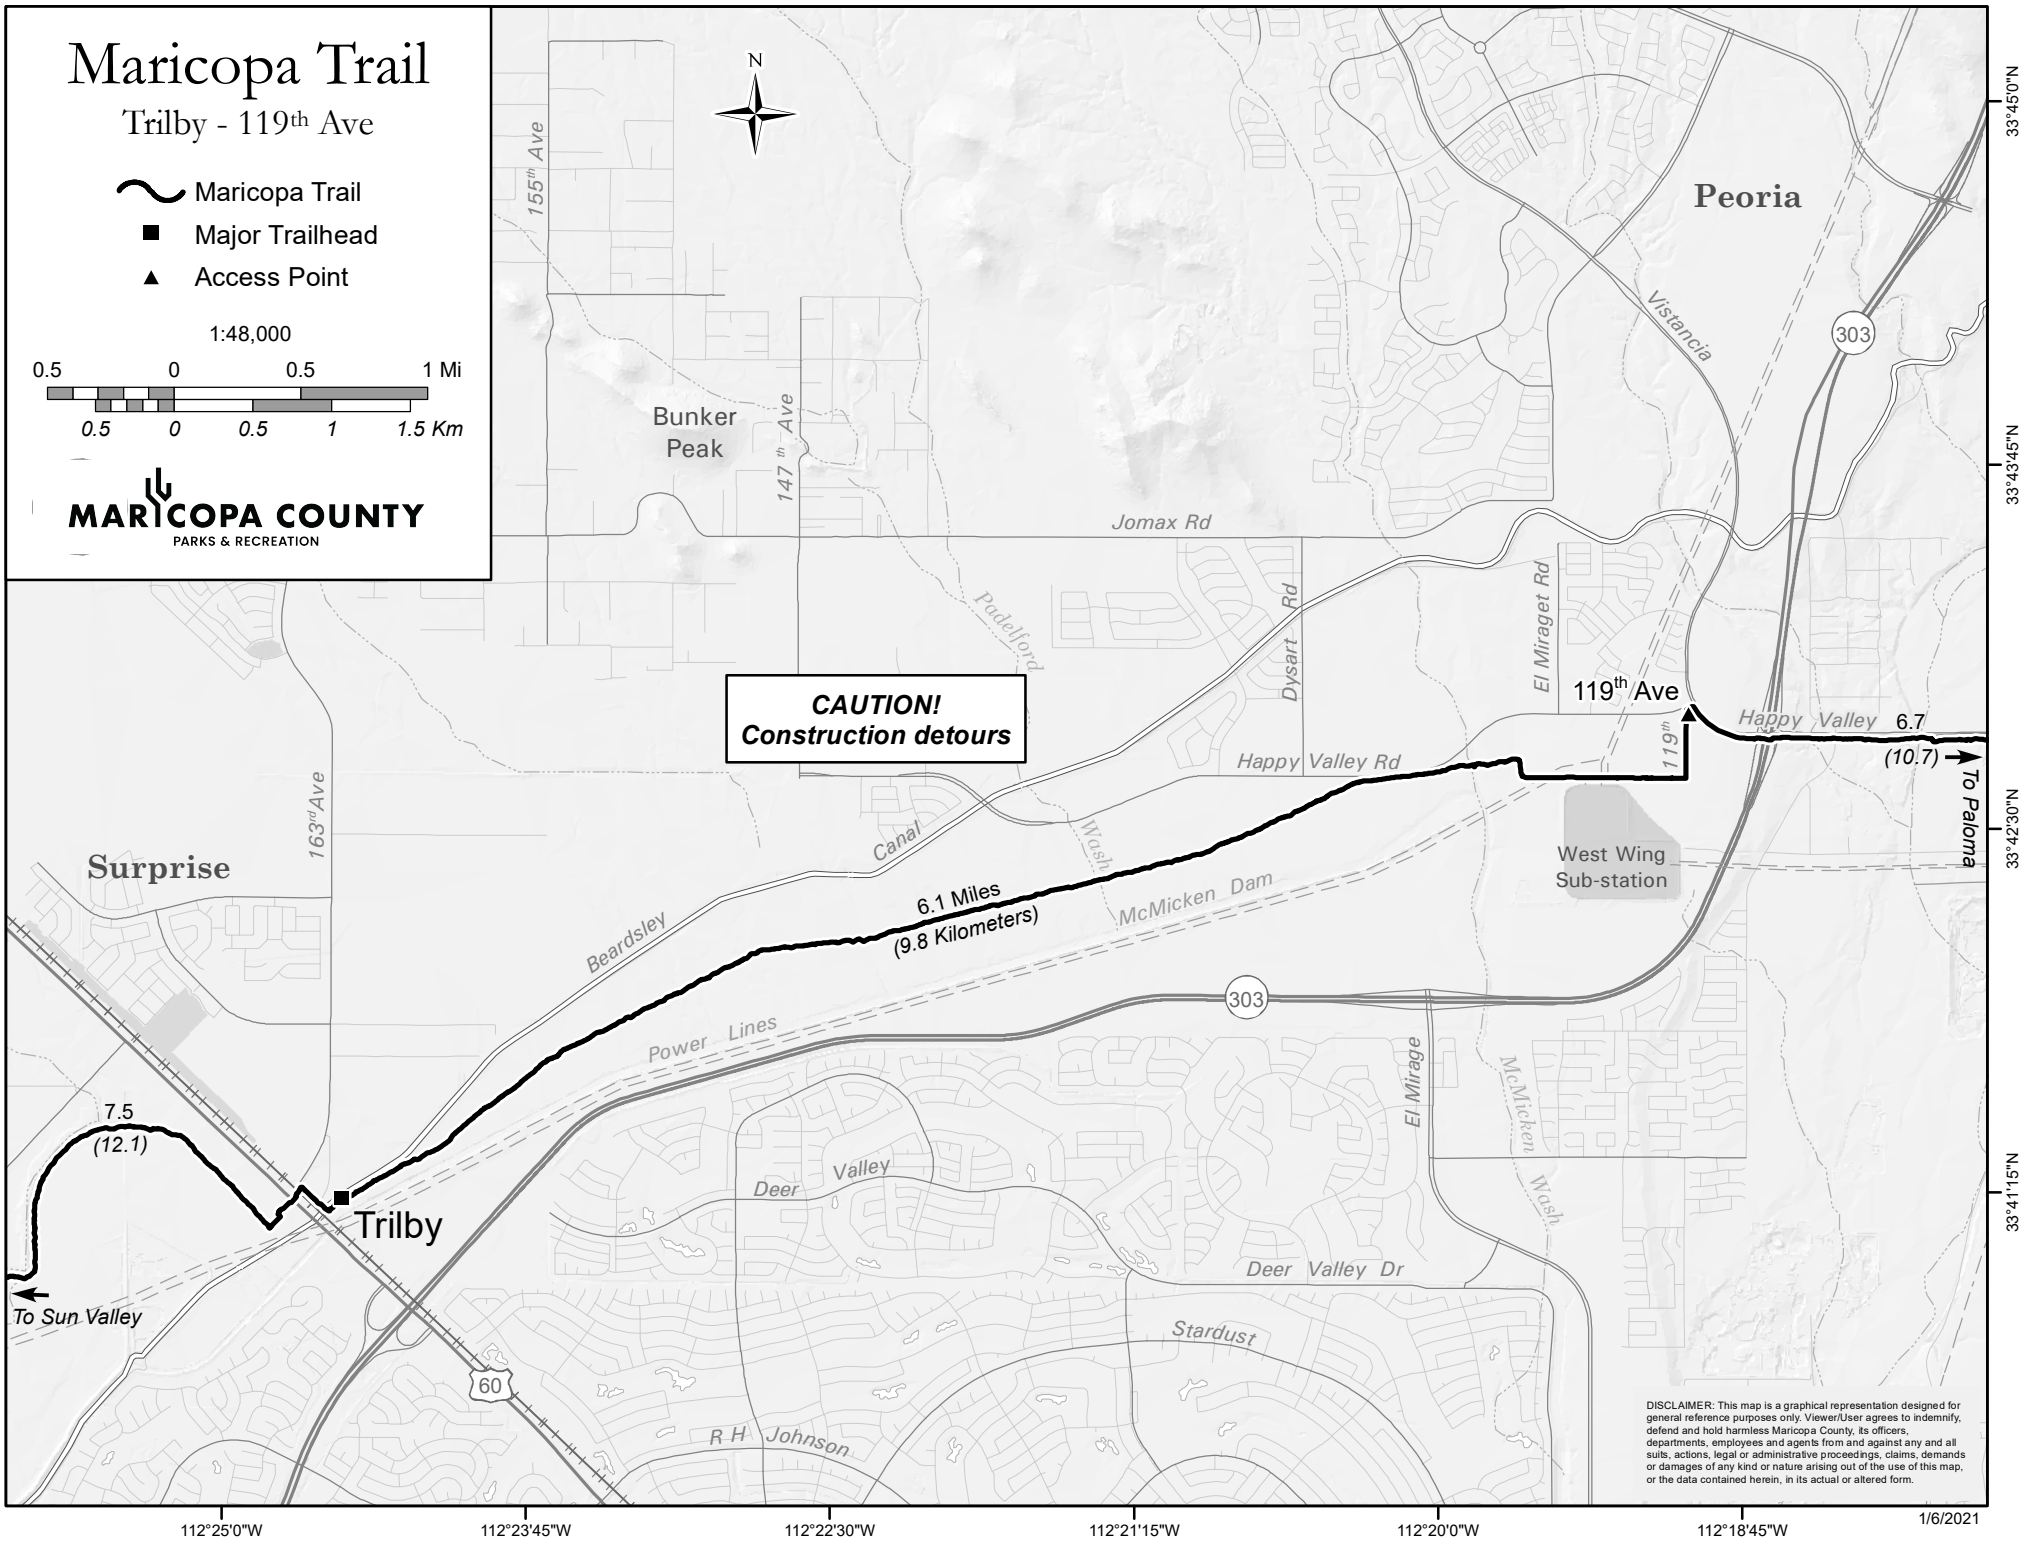 Maricopa Trail
Trilby - 119th Ave
Maricopa Trail
Major Trailhead
Access Point
1:48,000
0.5 0 0.5 1 Mi
0.5 0 0.5 1 1.5 Km
MARICOPA COUNTY
PARKS & RECREATION
N
155th Ave
Peoria
Vistancia
303
Bunker
Peak
147 th Ave
Jomax Rd
Padelford
Dysart Rd
El Miraget Rd
119th Ave
119th
Happy Valley
6.7
(10.7)
To Paloma
CAUTION!
Construction detours
Happy Valley Rd
163rd Ave
Surprise
Canal
Wash
West Wing
Sub-station
6.1 Miles
(9.8 Kilometers)
McMicken Dam
Beardsley
303
Power Lines
El Mirage
McMicken
Wash
7.5
(12.1)
Deer Valley
Trilby
To Sun Valley
Deer Valley Dr
Stardust
60
R H Johnson
DISCLAIMER: This map is a graphical representation designed for
general reference purposes only. Viewer/User agrees to indemnify,
defend and hold harmless Maricopa County, its officers,
departments, employees and agents from and against any and all
suits, actions, legal or administrative proceedings, claims, demands
or damages of any kind or nature arising out of the use of this map,
or the data contained herein, in its actual or altered form.
33°45'0"N
33°43'45"N
33°42'30"N
33°41'15"N
112°25'0"W 112°23'45"W 112°22'30"W 112°21'15"W 112°20'0"W 112°18'45"W
1/6/2021